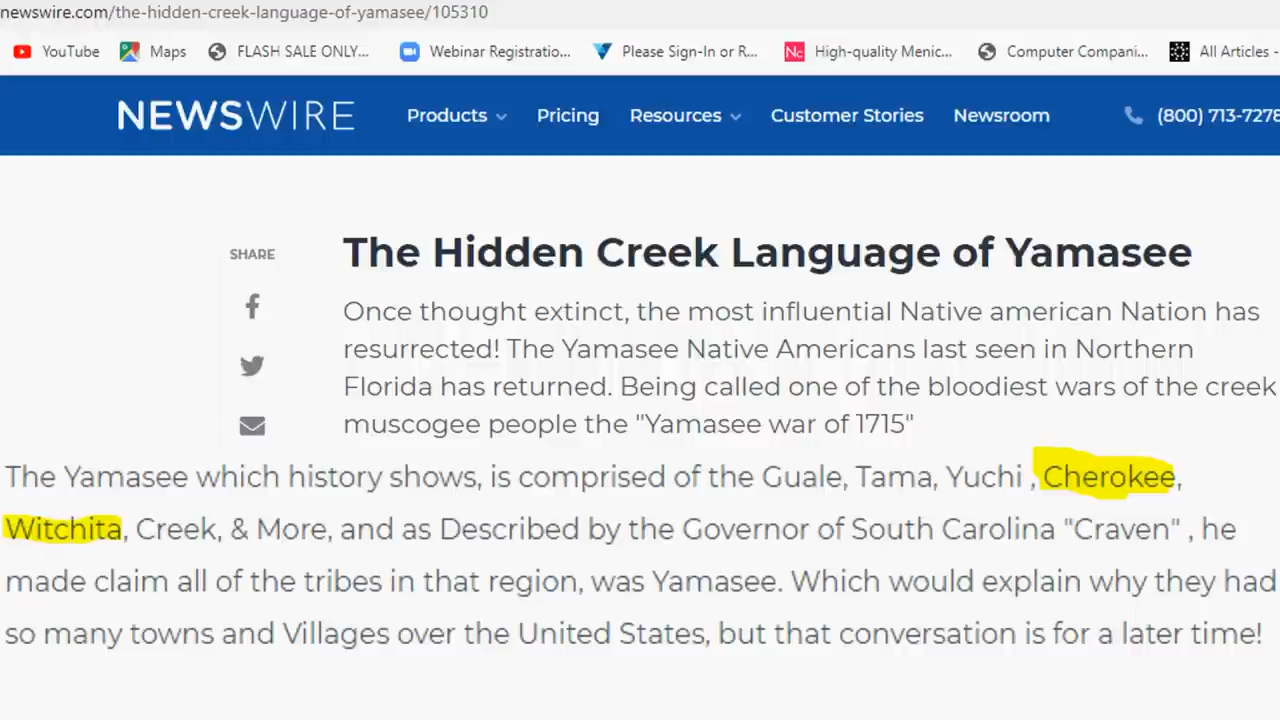 newswire.com/the-hidden-creek-language-of-yamasee/105310
YouTube Maps FLASH SALE ONLY... Webinar Registratio... Please Sign-In or R... Nc High-quality Menic... Computer Compani... All Articles -
NEWSWIRE Products Pricing Resources Customer Stories Newsroom (800) 713-7278
SHARE
The Hidden Creek Language of Yamasee
Once thought extinct, the most influential Native american Nation has
resurrected! The Yamasee Native Americans last seen in Northern
Florida has returned. Being called one of the bloodiest wars of the creek
muscogee people the "Yamasee war of 1715"
The Yamasee which history shows, is comprised of the Guale, Tama, Yuchi , Cherokee,
Witchita, Creek, & More, and as Described by the Governor of South Carolina "Craven" , he
made claim all of the tribes in that region, was Yamasee. Which would explain why they had
so many towns and Villages over the United States, but that conversation is for a later time!